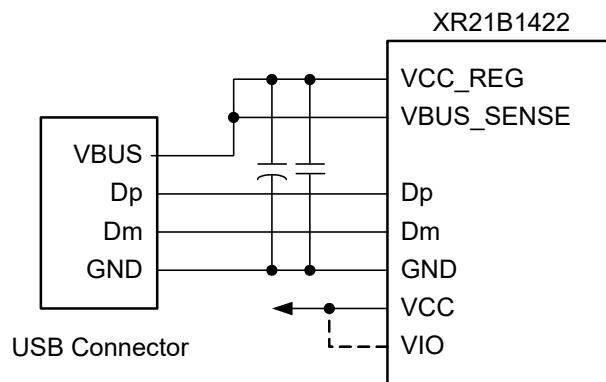 XR21B1422
VCC_REG
VBUS_SENSE
VBUS
Dp
Dp
Dm
Dm
GND
GND
VCC
USB Connector
VIO